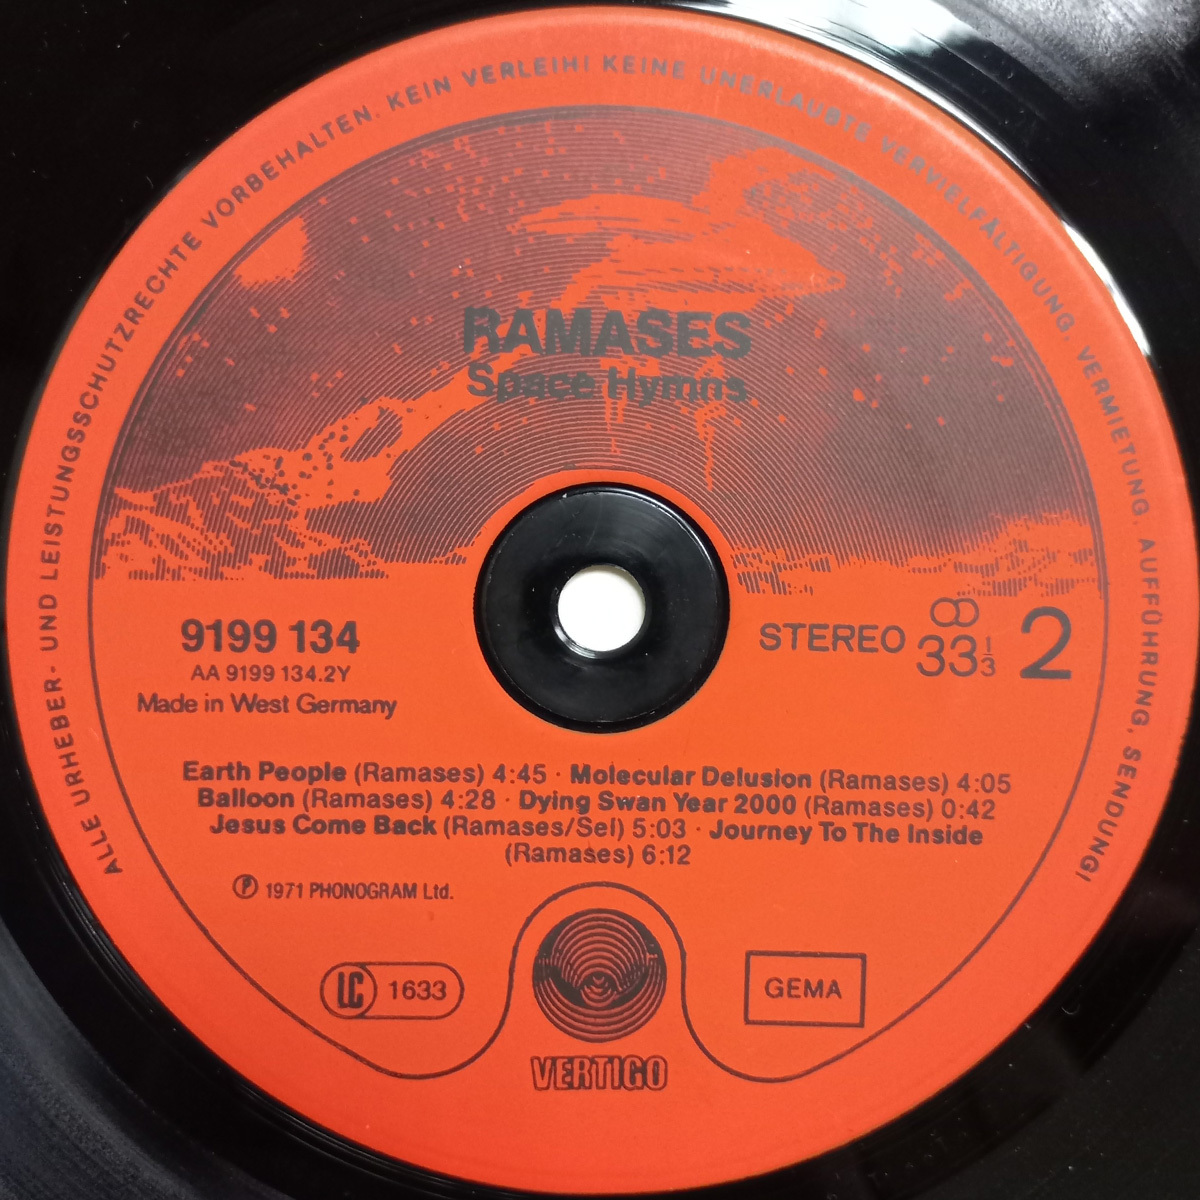 ALLE URHEBER- UND LEISTUNGSSCHUTZRECHTE VORBEHALTEN. KEIN VERLEIH! KEINE UNERLAUBTE VERVIELFÄLTIGUNG, VERMIETUNG, AUFFÜHRUNG, SENDUNG!
RAMASES
Space Hymns
9199 134
AA 9199 134.2Y
Made in West Germany
STEREO 33 1/3 2
Earth People (Ramases) 4:45 · Molecular Delusion (Ramases) 4:05
Balloon (Ramases) 4:28 · Dying Swan Year 2000 (Ramases) 0:42
Jesus Come Back (Ramases/Sel) 5:03 · Journey To The Inside
(Ramases) 6:12
℗ 1971 PHONOGRAM Ltd.
LC 1633
GEMA
VERTIGO